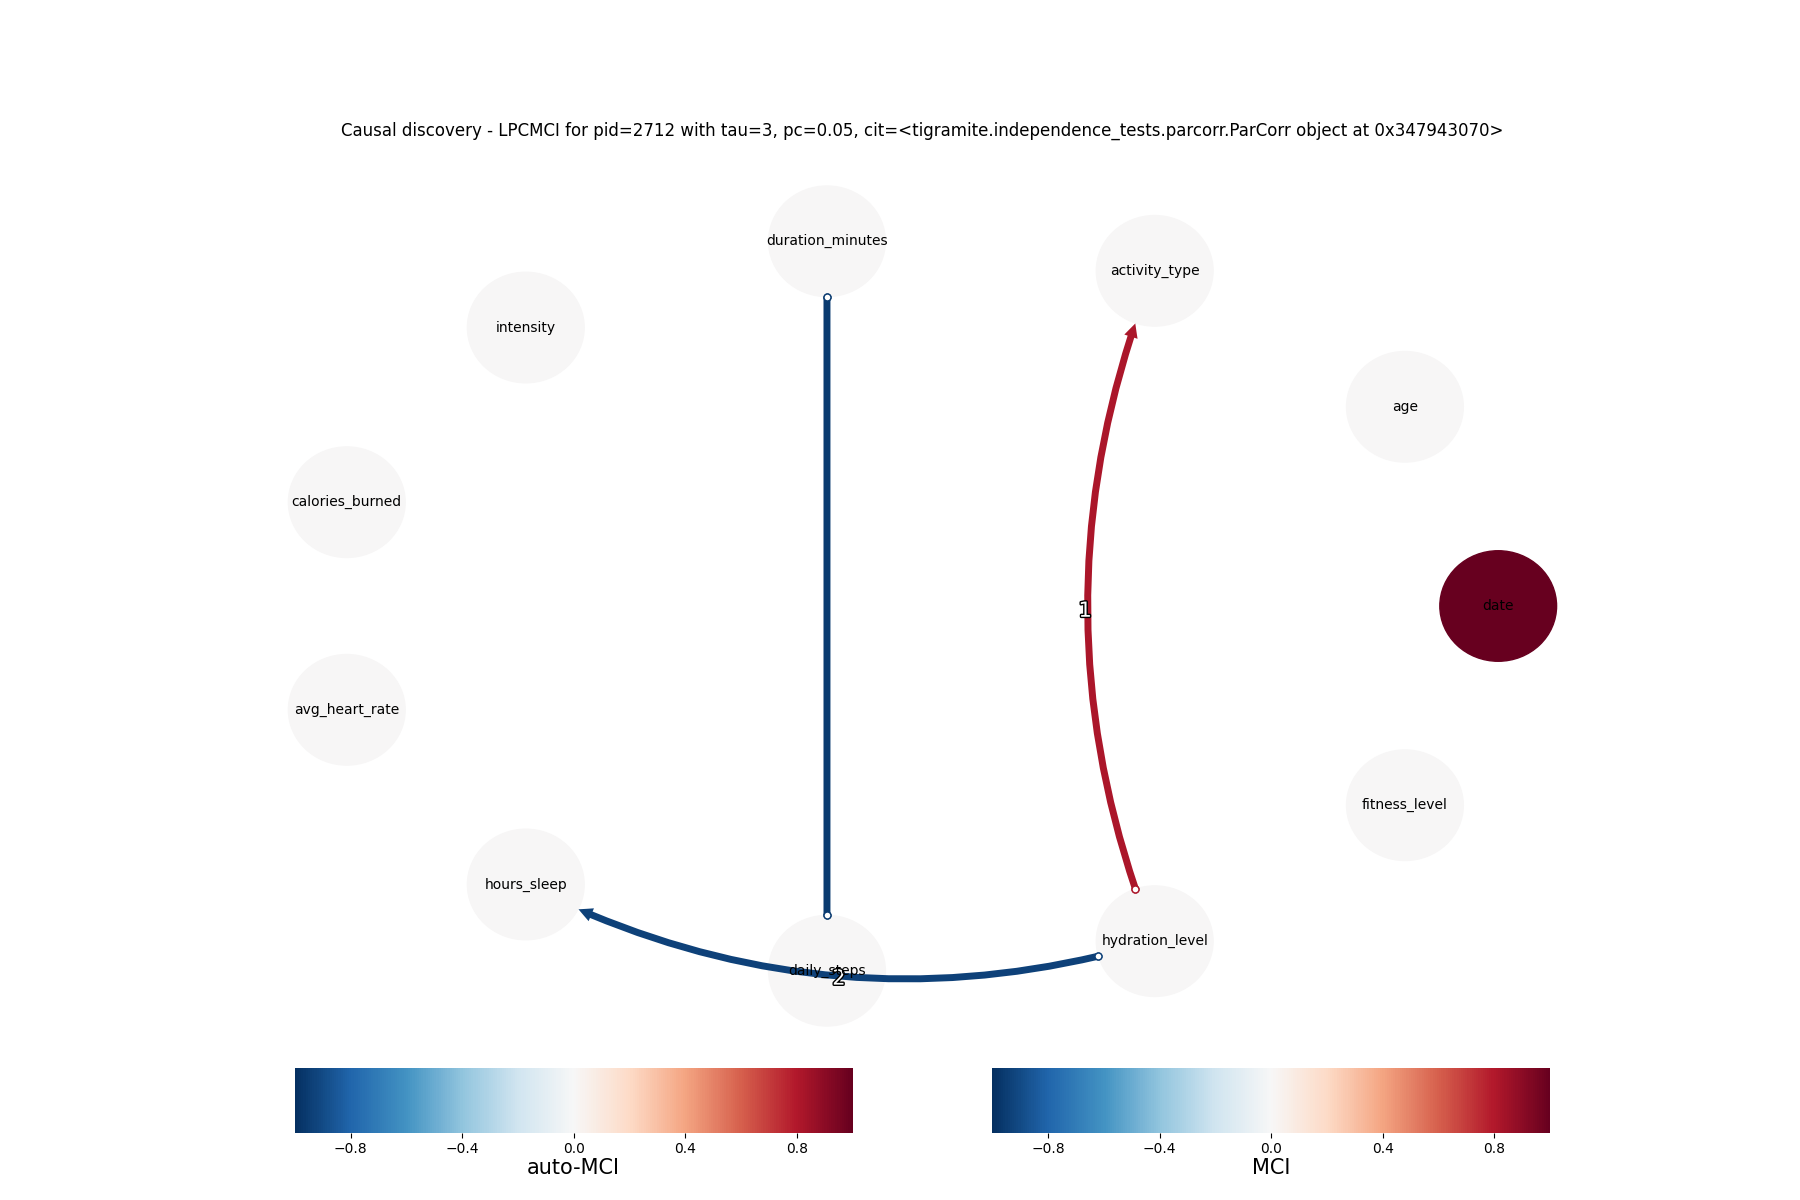 Causal discovery - LPCMCI for pid=2712 with tau=3, pc=0.05, cit=<tigramite.independence_tests.parcorr.ParCorr object at 0x347943070>
duration_minutes
activity_type
intensity
age
calories_burned
date
1
avg_heart_rate
fitness_level
hours_sleep
hydration_level
daily_steps
2
−0.8 −0.4 0.0 0.4 0.8
auto-MCI
−0.8 −0.4 0.0 0.4 0.8
MCI